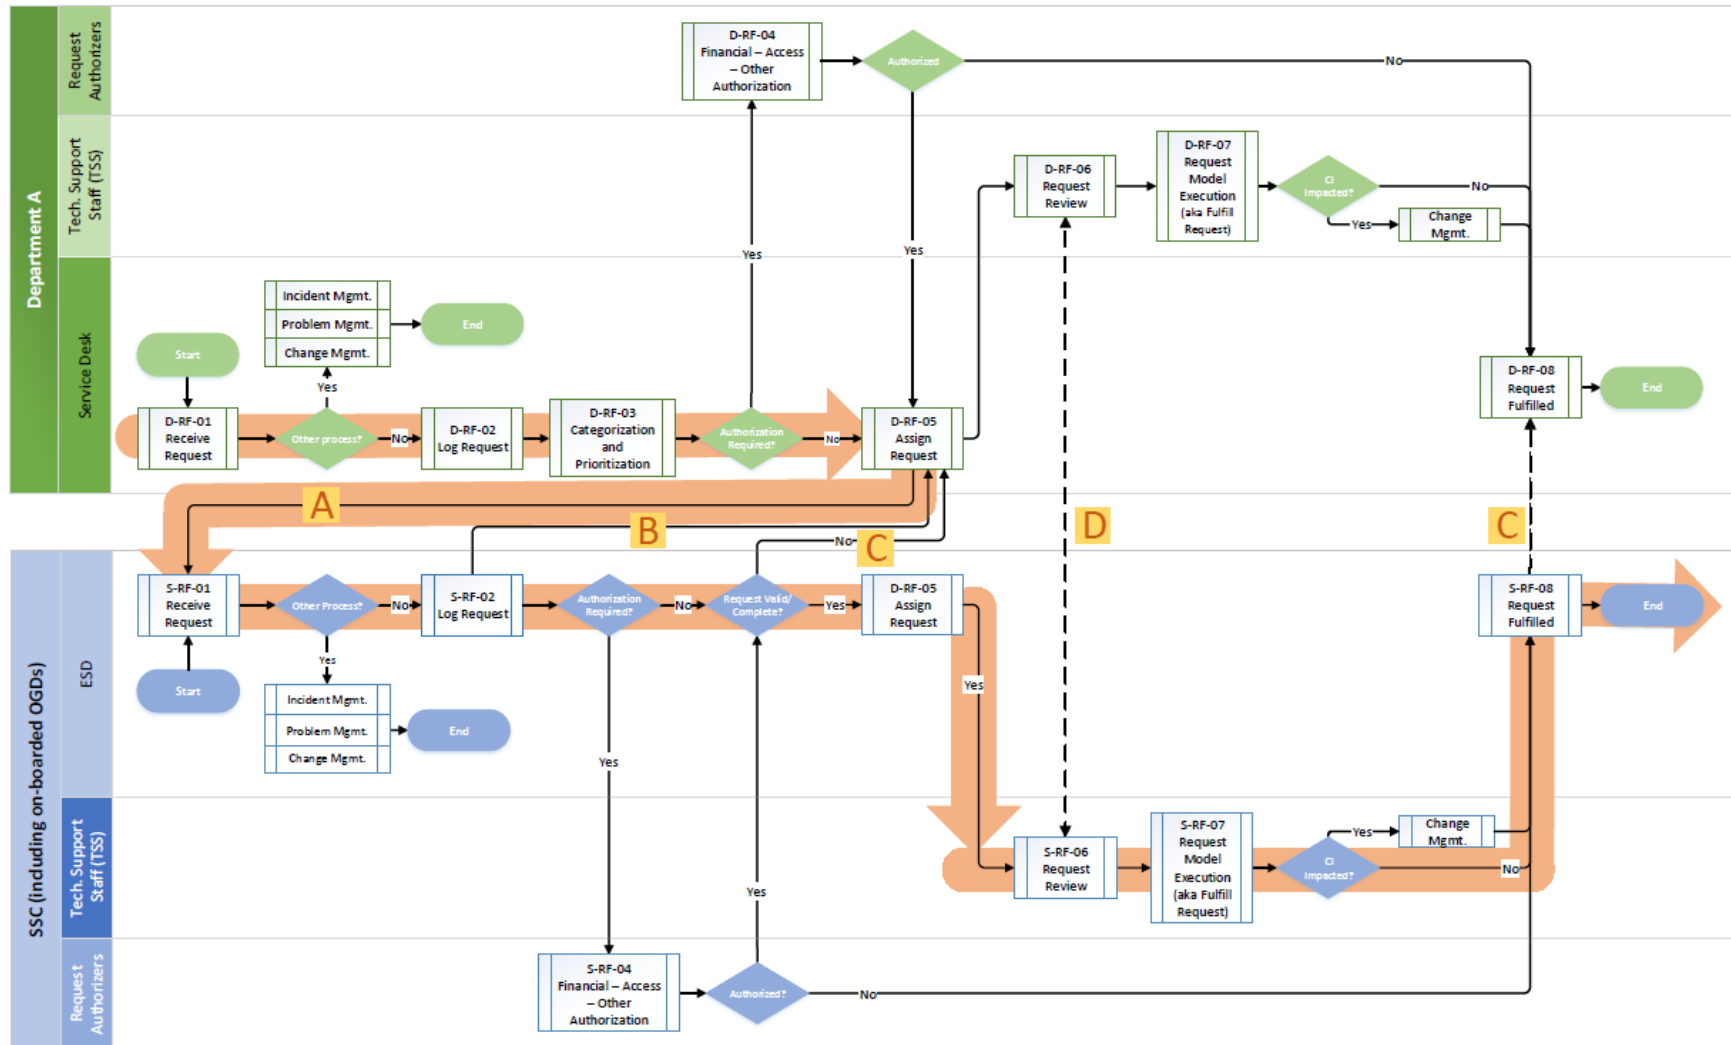 Department A
Request
Authorizers
D-RF-04
Financial – Access
– Other
Authorization
Authorized
No
Yes
Tech. Support
Staff (TSS)
D-RF-06
Request
Review
D-RF-07
Request
Model
Execution
(aka Fulfill
Request)
CI
Impacted?
No
Yes
Change
Mgmt.
Service Desk
Yes
Incident Mgmt.
Problem Mgmt.
Change Mgmt.
End
Start
Yes
D-RF-01
Receive
Request
Other process?
No
D-RF-02
Log Request
D-RF-03
Categorization
and
Prioritization
Authorization
Required?
No
D-RF-05
Assign
Request
D-RF-08
Request
Fulfilled
End
A
B
C
D
C
No
SSC (including on-boarded OGDs)
ESD
S-RF-01
Receive
Request
Other Process?
No
S-RF-02
Log Request
Authorization
Required?
No
Request Valid/
Complete?
Yes
D-RF-05
Assign
Request
S-RF-08
Request
Fulfilled
End
Start
Yes
Incident Mgmt.
Problem Mgmt.
Change Mgmt.
End
Yes
Yes
Tech. Support
Staff (TSS)
S-RF-06
Request
Review
S-RF-07
Request
Model
Execution
(aka Fulfill
Request)
CI
Impacted?
Yes
Change
Mgmt.
No
Yes
Request
Authorizers
S-RF-04
Financial – Access
– Other
Authorization
Authorized?
No